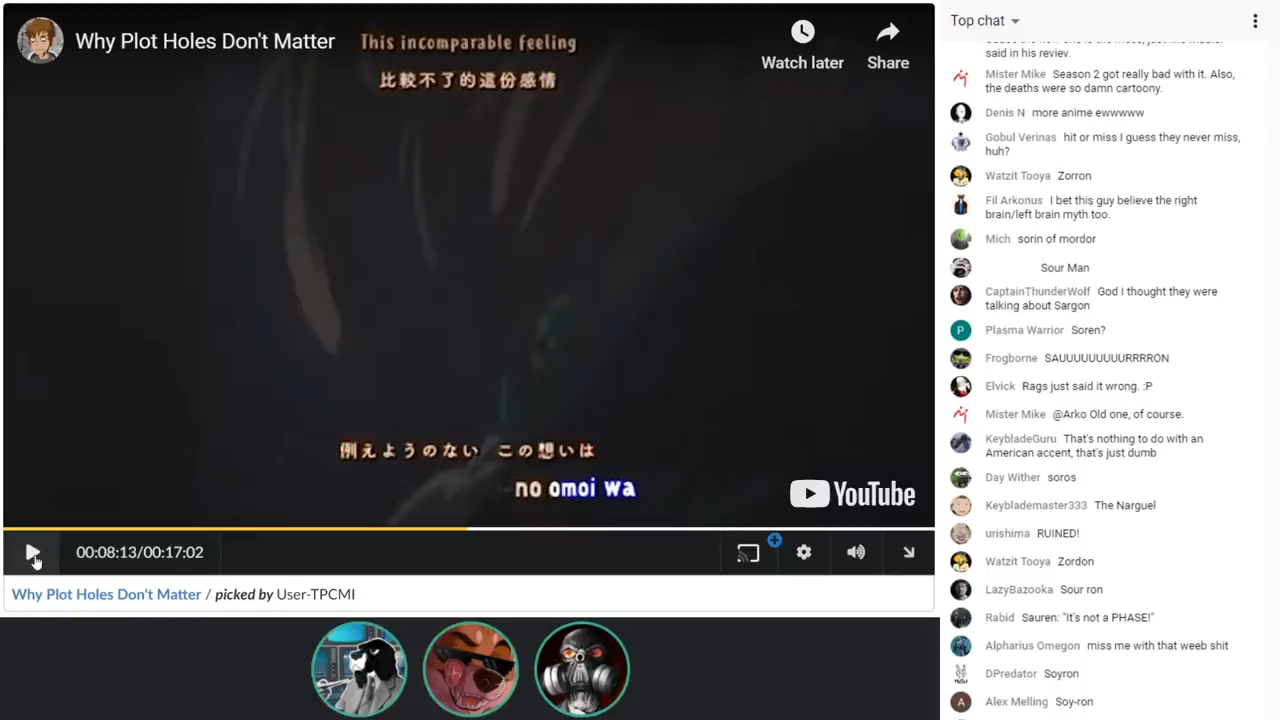 Why Plot Holes Don't Matter
This incomparable feeling
比較不了的這份感情
Watch later
Share
例えようのない この想いは
no omoi wa
YouTube
00:08:13/00:17:02
Why Plot Holes Don't Matter / picked by User-TPCMI
Top chat
said in his reviev.
Mister Mike Season 2 got really bad with it. Also,
the deaths were so damn cartoony.
Denis N more anime ewwwww
Gobul Verinas hit or miss I guess they never miss,
huh?
Watzit Tooya Zorron
Fil Arkonus I bet this guy believe the right
brain/left brain myth too.
Mich sorin of mordor
Sour Man
CaptainThunderWolf God I thought they were
talking about Sargon
P
Plasma Warrior Soren?
Frogborne SAUUUUUUUUURRRRON
Elvick Rags just said it wrong. :P
Mister Mike @Arko Old one, of course.
KeybladeGuru That's nothing to do with an
American accent, that's just dumb
Day Wither soros
Keyblademaster333 The Narguel
urishima RUINED!
Watzit Tooya Zordon
LazyBazooka Sour ron
Rabid Sauren: "It's not a PHASE!"
Alpharius Omegon miss me with that weeb shit
DPredator Soyron
A
Alex Melling Soy-ron